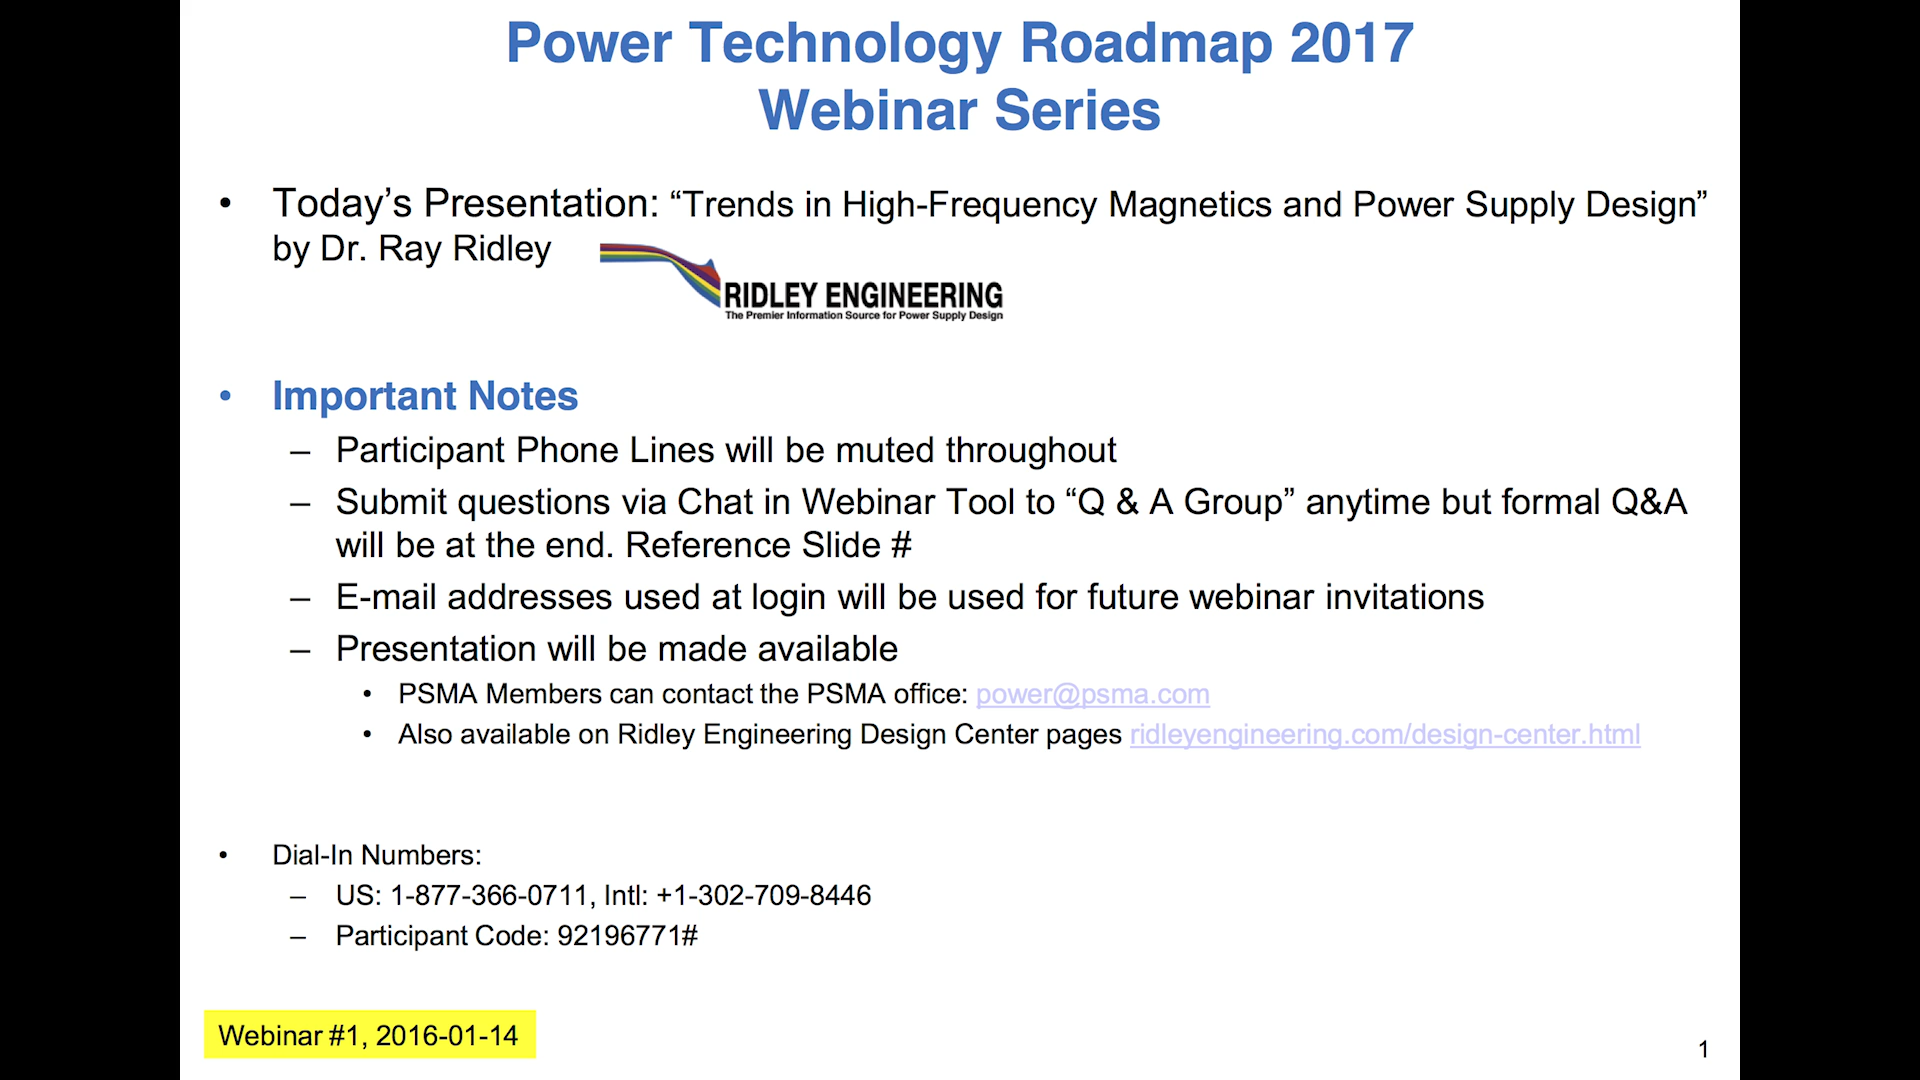 Power Technology Roadmap 2017
Webinar Series
• Today’s Presentation: “Trends in High-Frequency Magnetics and Power Supply Design”
by Dr. Ray Ridley
RIDLEY ENGINEERING
The Premier Information Source for Power Supply Design
• Important Notes
– Participant Phone Lines will be muted throughout
– Submit questions via Chat in Webinar Tool to “Q & A Group” anytime but formal Q&A
will be at the end. Reference Slide #
– E-mail addresses used at login will be used for future webinar invitations
– Presentation will be made available
• PSMA Members can contact the PSMA office: power@psma.com
• Also available on Ridley Engineering Design Center pages ridleyengineering.com/design-center.html
• Dial-In Numbers:
– US: 1-877-366-0711, Intl: +1-302-709-8446
– Participant Code: 92196771#
Webinar #1, 2016-01-14
1